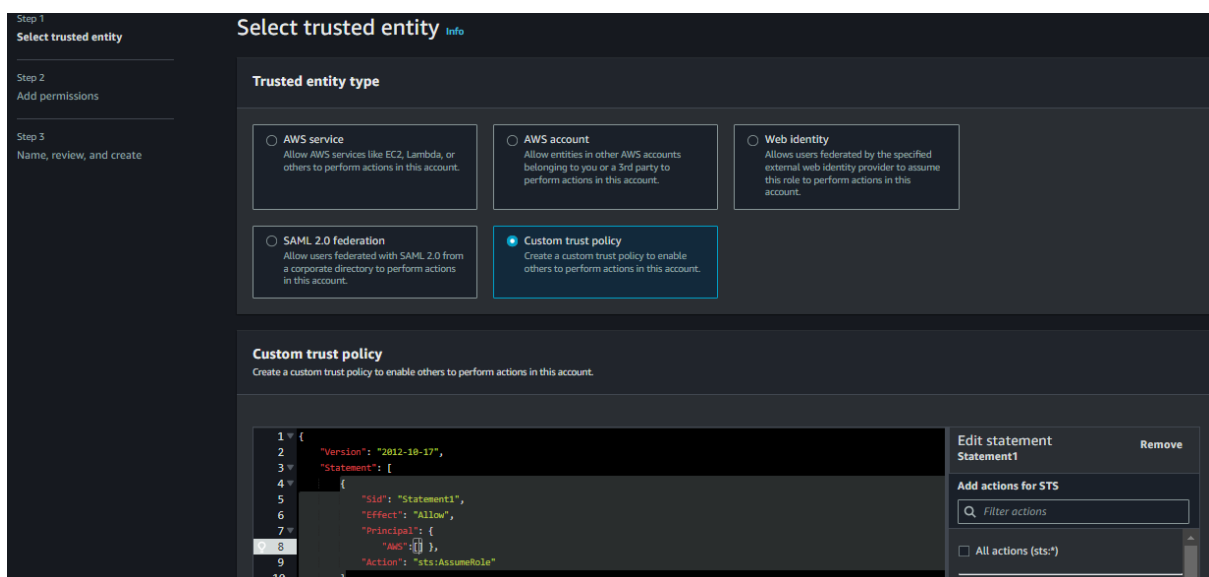 Step 1
Select trusted entity
Step 2
Add permissions
Step 3
Name, review, and create
Select trusted entity Info
Trusted entity type
AWS service
Allow AWS services like EC2, Lambda, or
others to perform actions in this account.
AWS account
Allow entities in other AWS accounts
belonging to you or a 3rd party to
perform actions in this account.
Web identity
Allows users federated by the specified
external web identity provider to assume
this role to perform actions in this
account.
SAML 2.0 federation
Allow users federated with SAML 2.0 from
a corporate directory to perform actions
in this account.
Custom trust policy
Create a custom trust policy to enable
others to perform actions in this account.
Custom trust policy
Create a custom trust policy to enable others to perform actions in this account.
1 {
2 "Version": "2012-10-17",
3 "Statement": [
4 {
5 "Sid": "Statement1",
6 "Effect": "Allow",
7 "Principal": {
8 "AWS":[] },
9 "Action": "sts:AssumeRole"
10 }
Edit statement
Remove
Statement1
Add actions for STS
Filter actions
All actions (sts:*)